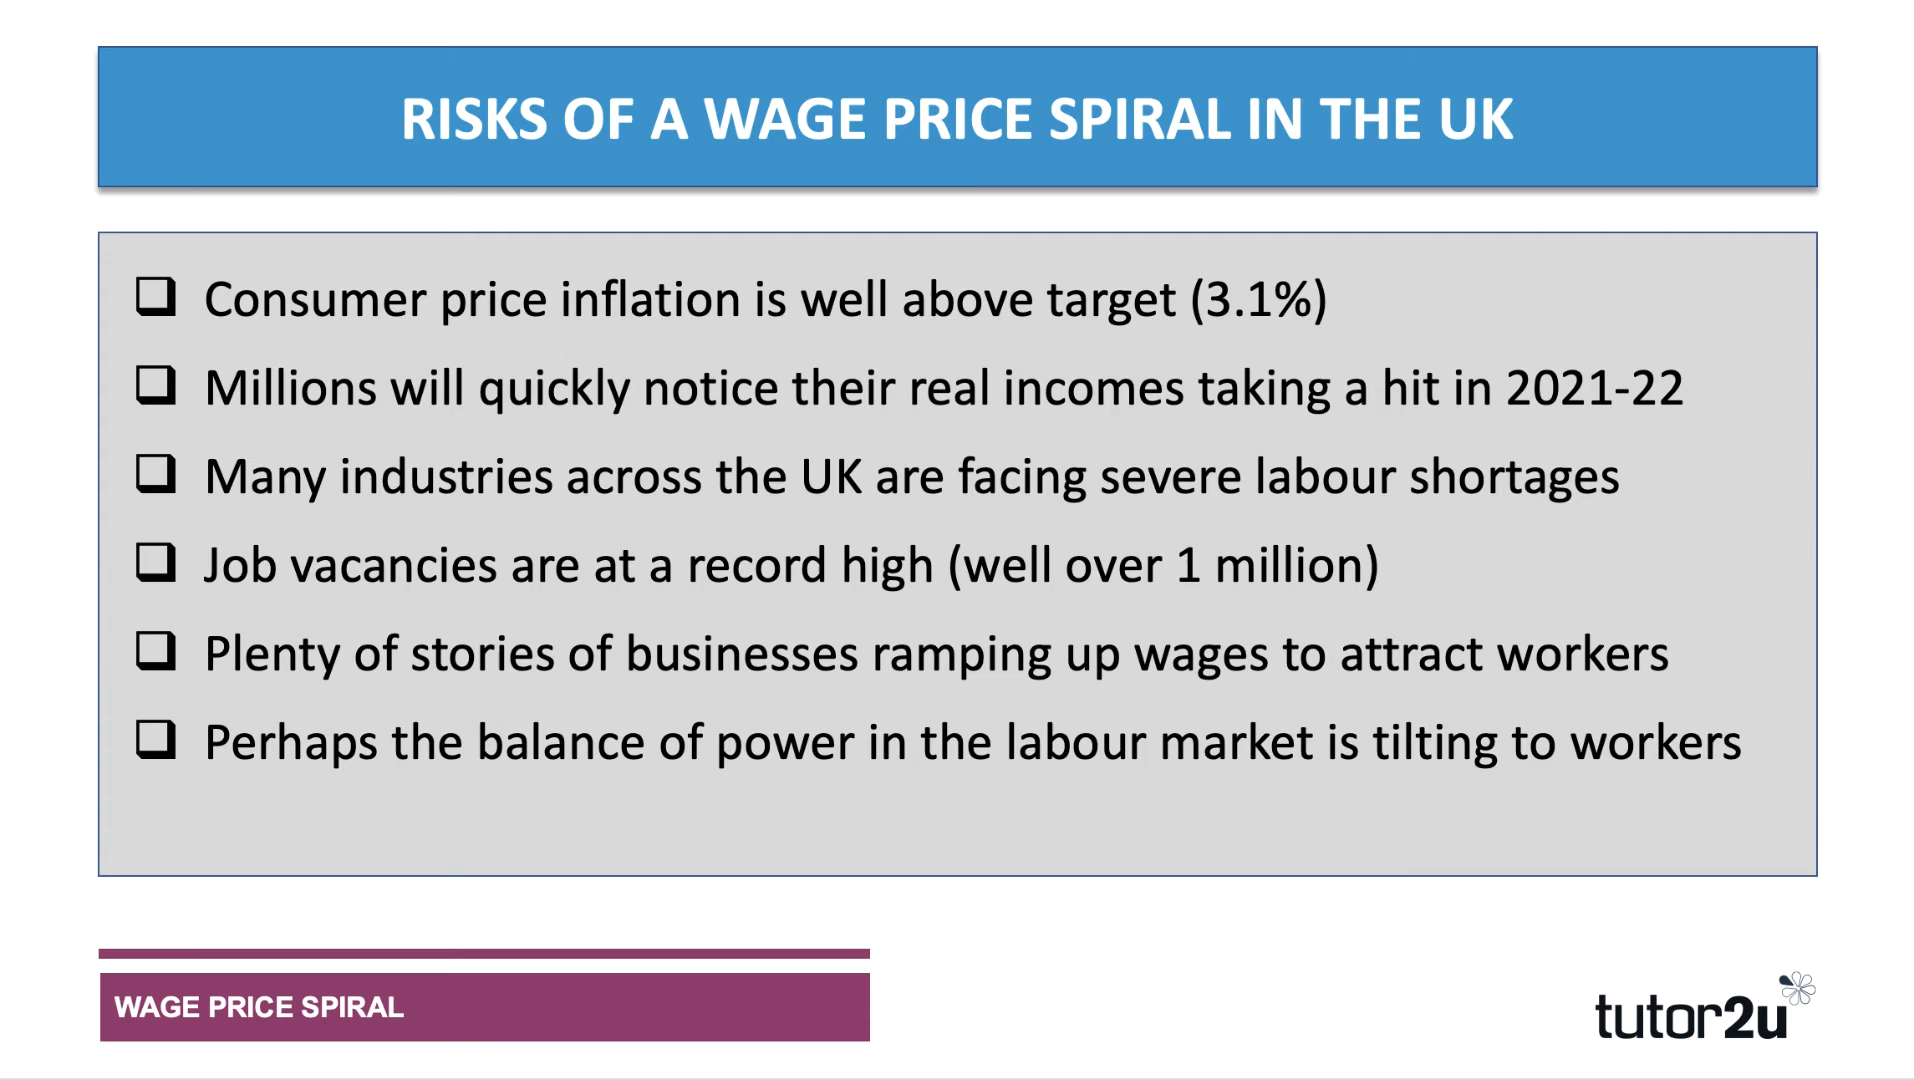 RISKS OF A WAGE PRICE SPIRAL IN THE UK
Consumer price inflation is well above target (3.1%)
Millions will quickly notice their real incomes taking a hit in 2021-22
Many industries across the UK are facing severe labour shortages
Job vacancies are at a record high (well over 1 million)
Plenty of stories of businesses ramping up wages to attract workers
Perhaps the balance of power in the labour market is tilting to workers
WAGE PRICE SPIRAL
tutor2u